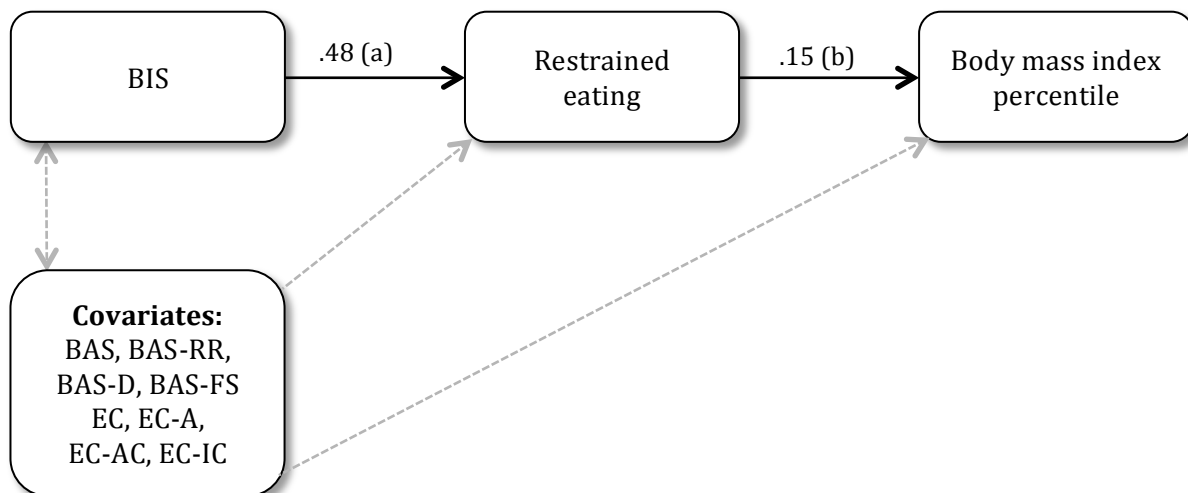 BIS
.48 (a)
Restrained
eating
.15 (b)
Body mass index
percentile
Covariates:
BAS, BAS-RR,
BAS-D, BAS-FS
EC, EC-A,
EC-AC, EC-IC